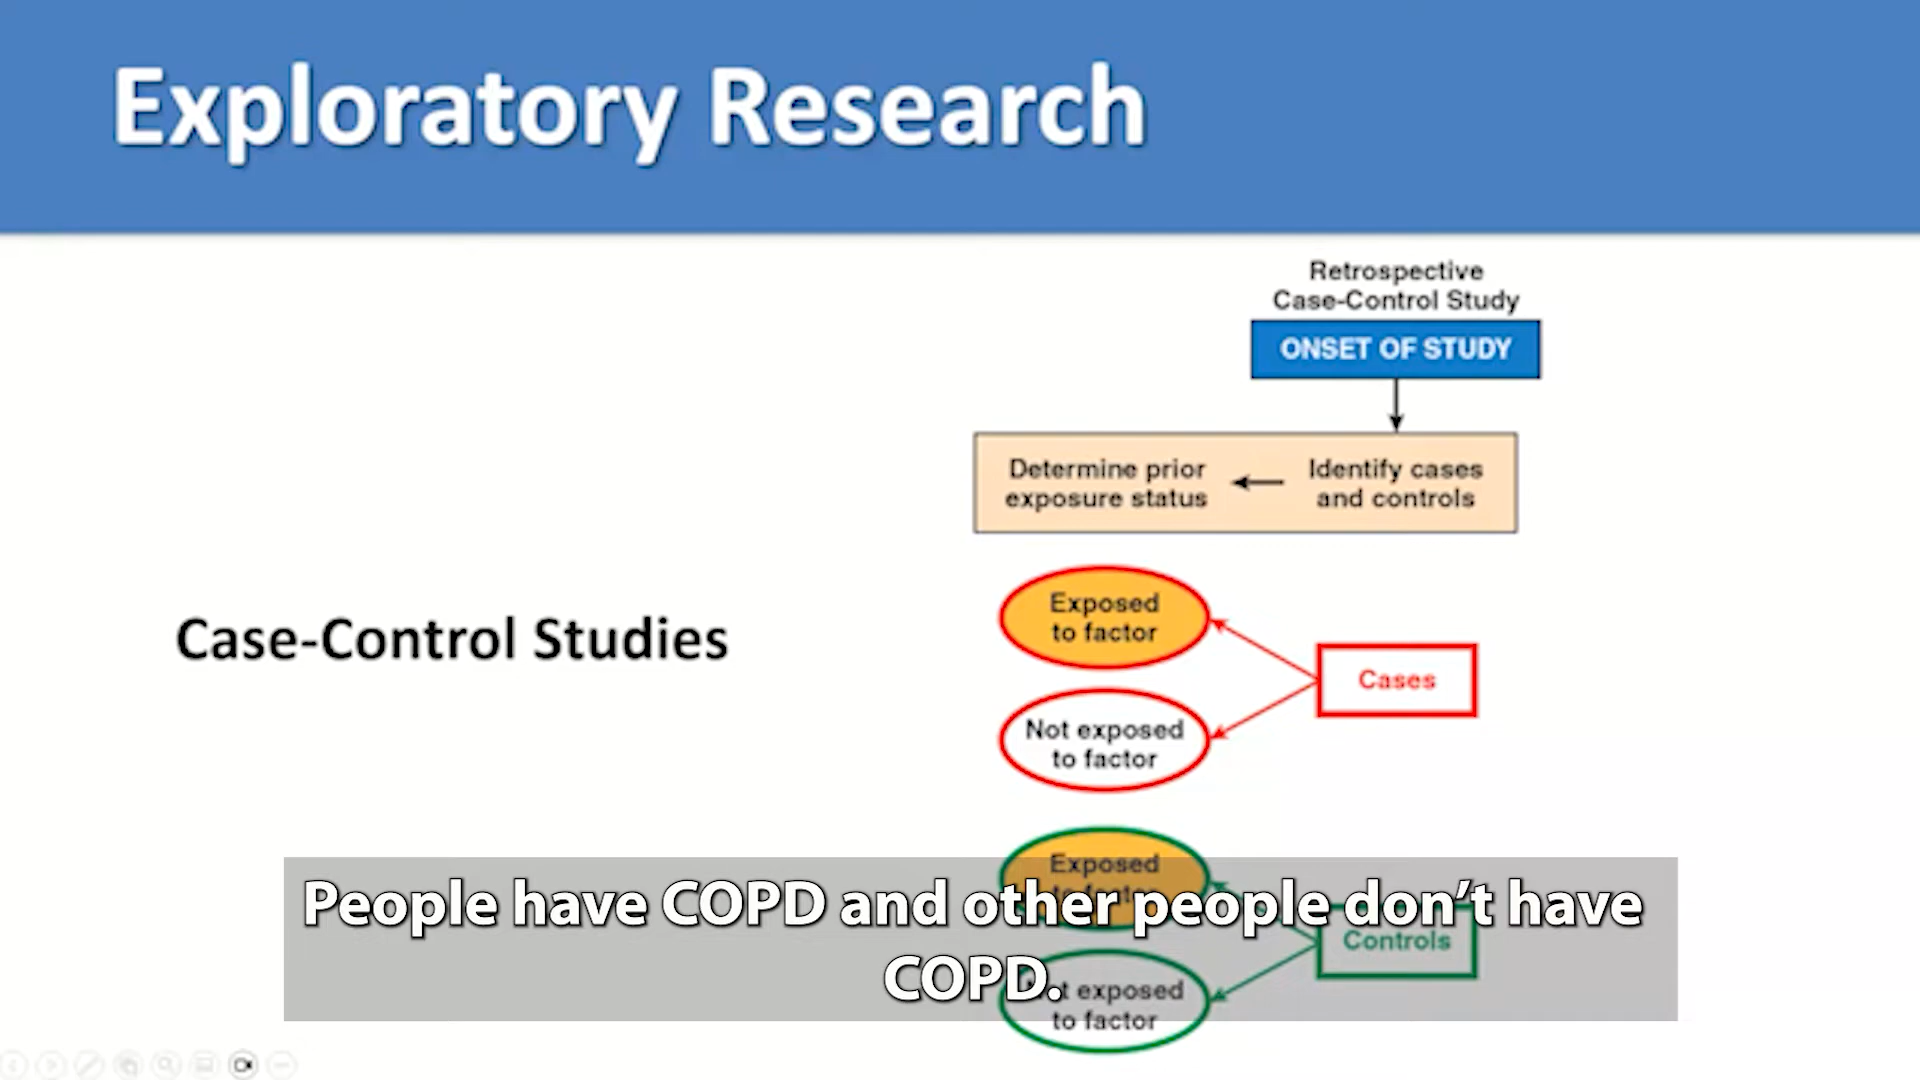 Exploratory Research
Retrospective
Case-Control Study
ONSET OF STUDY
Determine prior
exposure status
Identify cases
and controls
Case-Control Studies
Exposed
to factor
Cases
Not exposed
to factor
Exposed
to factor
Controls
exposed
to factor
People have COPD and other people don't have
COPD.